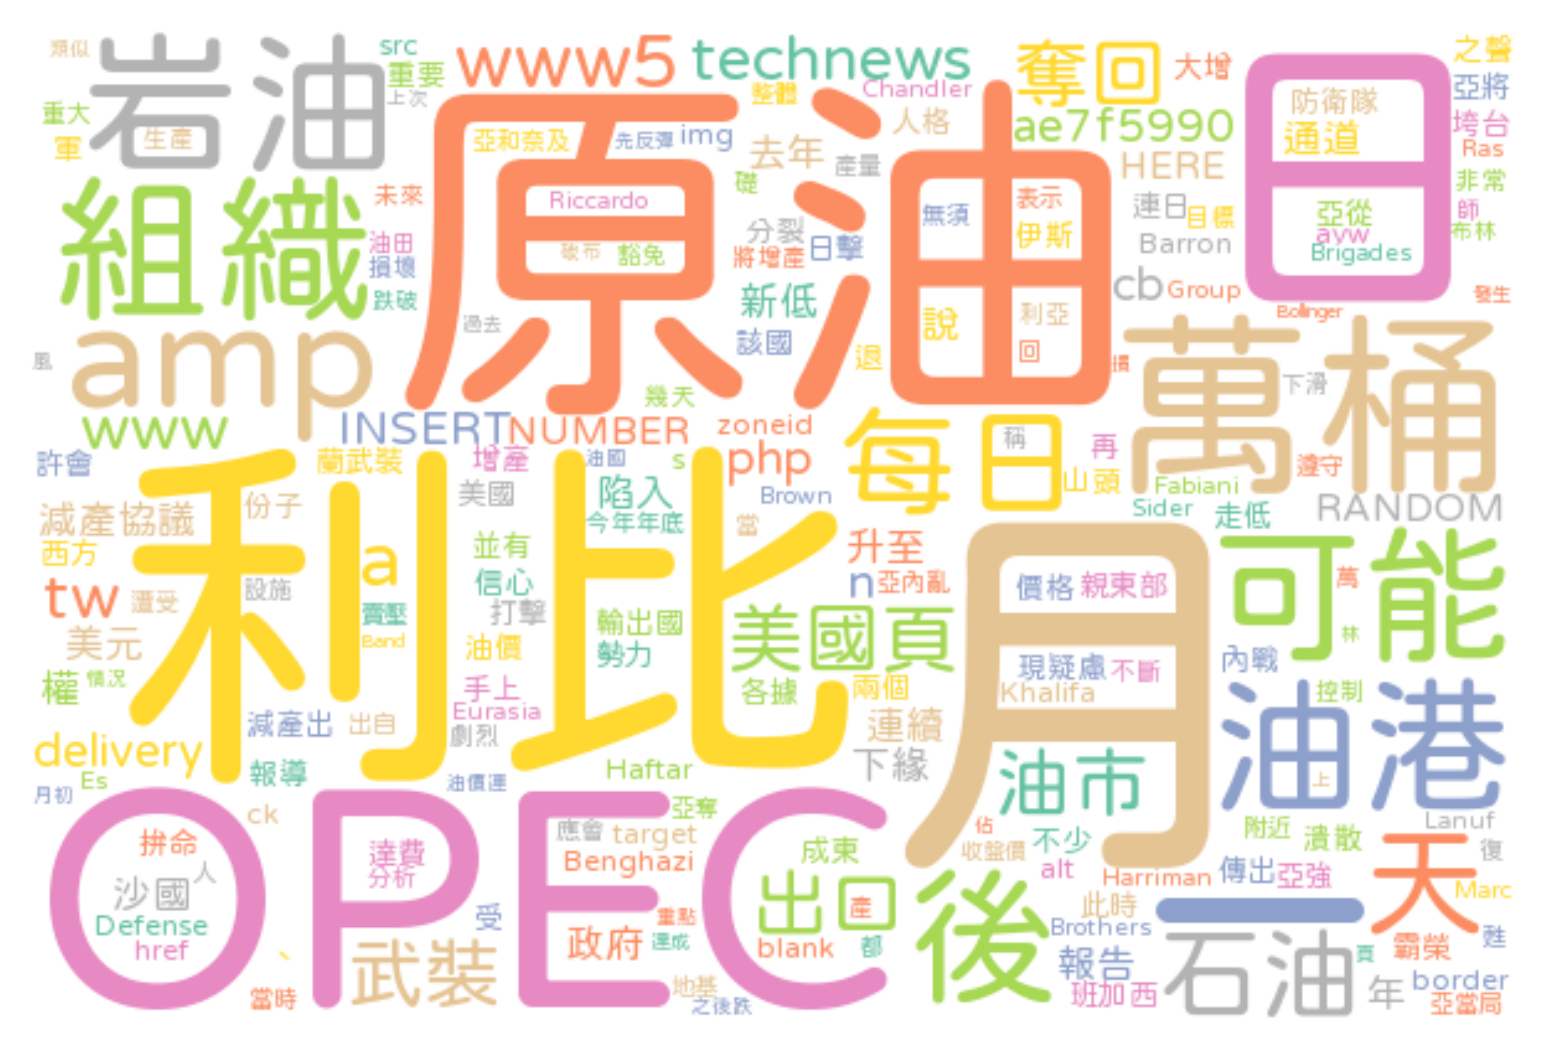 類似
src
重要
上次
www5
technews
奪回
大增
之聲
岩油
重大
軍
生產
原油
亞和奈及
先反彈
img
整體
Chandler
人格
ae7f5990
防衛隊
通道
日
亞將
垮台
Ras
去年
產量
HERE
非常
師
組織
未來
Riccardo
礎
無須
表示
連日
目標
亞從
ayw
布林
油田
損壞
豁免
分裂
將增產
日擊
伊斯
Barron
Brigades
跌破
新低
cb
Group
發生
Bollinger
amp
過去
該國
說
利亞
回
退
損
萬桶
下滑
風
幾天
www
INSERT
NUMBER
zoneid
每日
稱
再
許會
蘭武裝
增產
油國
s
php
山頭
遵守
減產協議
份子
美國
陷入
今年年底
Brown
當
Fabiani
Sider
走低
RANDOM
西方
利比
a
並有
信心
升至
n
亞內亂
月
價格
親東部
可能
萬
林
tw
遭受
設施
賣壓
Band
打擊
輸出國
勢力
美國頁
美元
油價
現疑慮
不斷
內戰
權
情況
手上
Eurasia
各據
兩個
Khalifa
控制
油港
上
減產出
出自
劇烈
連續
delivery
報導
油價連
Haftar
下緣
油市
Es
月初
OPEC
ck
亞奪
應會
target
Benghazi
成東
佔
收盤價
不少
alt
附近
潰散
Lanuf
復
拚命
人
達費
分析
Harriman
傳出
亞強
天
Marc
沙國
Defense
href
受
重點
達成
出口
產
後
此時
一
Brothers
甦
、
當時
武裝
政府
blank
都
地基
之後跌
報告
班加西
石油
賣
霸榮
年
border
亞當局